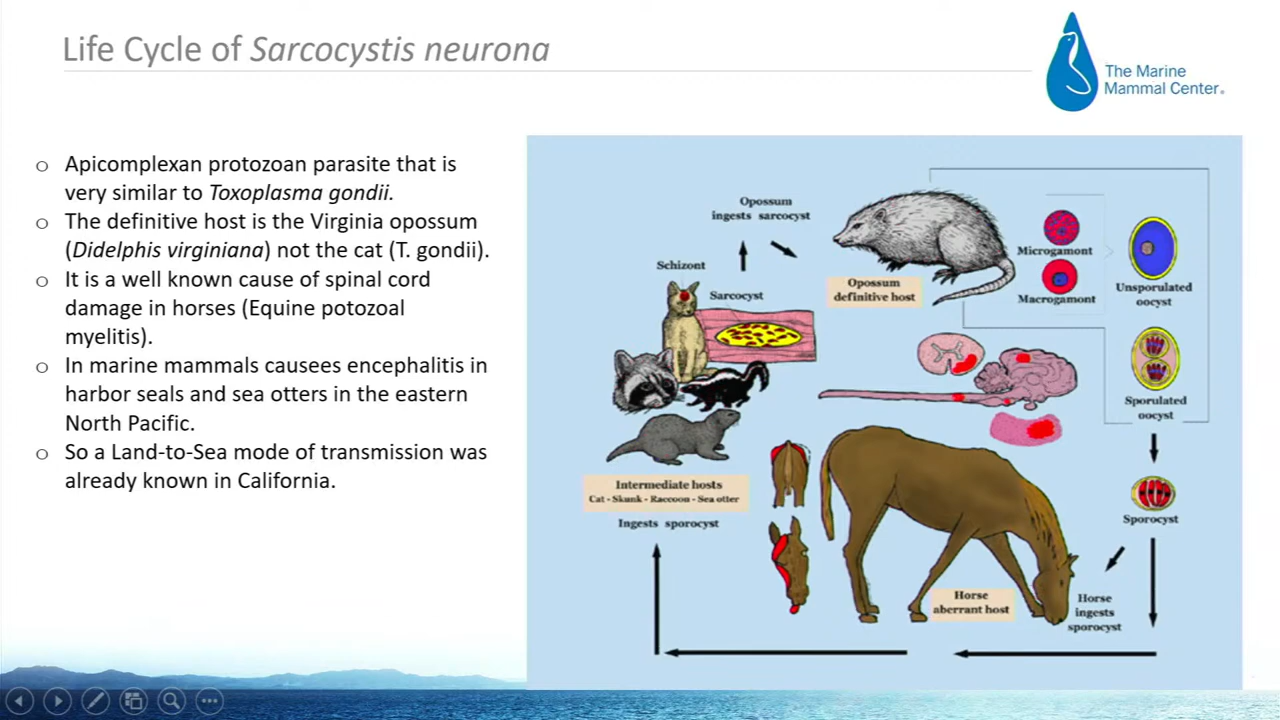 Life Cycle of Sarcocystis neurona
The Marine
Mammal Center®
o Apicomplexan protozoan parasite that is
very similar to Toxoplasma gondii.
o The definitive host is the Virginia opossum
(Didelphis virginiana) not the cat (T. gondii).
o It is a well known cause of spinal cord
damage in horses (Equine potozoal
myelitis).
o In marine mammals causees encephalitis in
harbor seals and sea otters in the eastern
North Pacific.
o So a Land-to-Sea mode of transmission was
already known in California.
Opossum
ingests sarcocyst
Schizont
Sarcocyst
Opossum
definitive host
Microgamont
Macrogamont
Unsporulated
oocyst
Sporulated
oocyst
Sporocyst
Intermediate hosts
Cat - Skunk - Raccoon - Sea otter
Ingests sporocyst
Horse
aberrant host
Horse
ingests
sporocyst